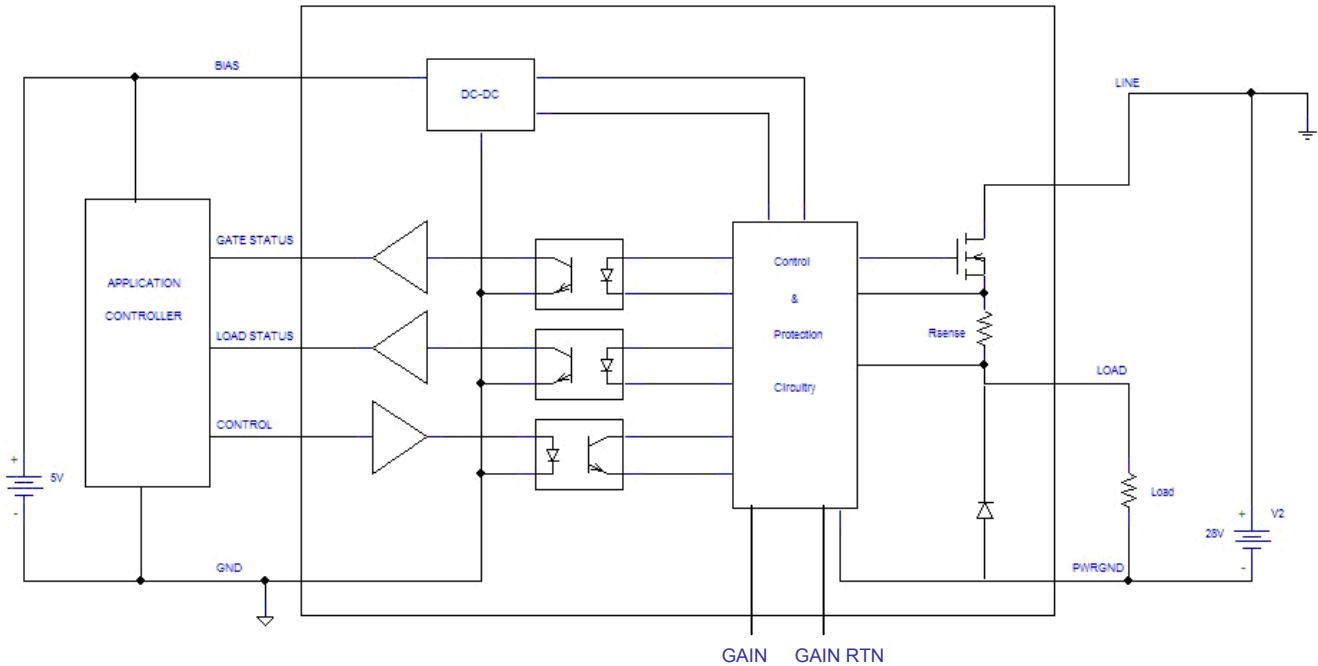 BIAS
DC-DC
LINE
GATE STATUS
APPLICATION
CONTROLLER
Control
&
Protection
Circuitry
Rsense
LOAD STATUS
LOAD
CONTROL
+
5V
-
Load
+
V2
28V
-
GND
PWRGND
GAIN
GAIN RTN